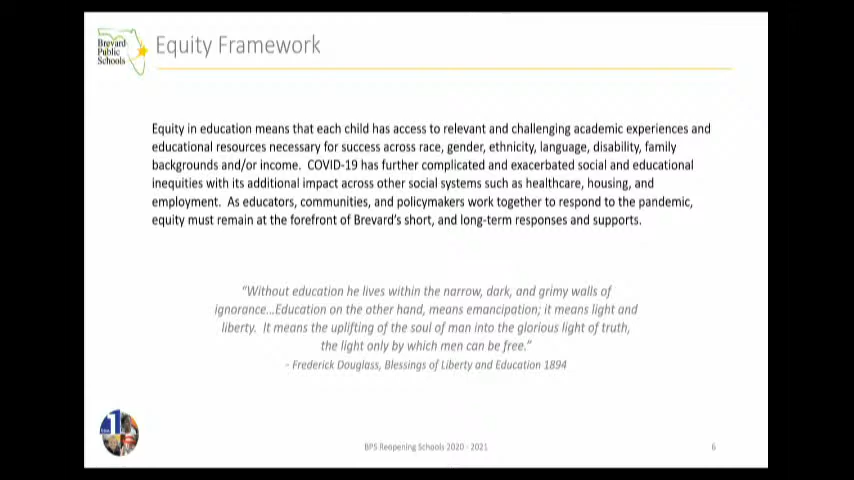 Brevard
Public
Schools
Equity Framework
Equity in education means that each child has access to relevant and challenging academic experiences and
educational resources necessary for success across race, gender, ethnicity, language, disability, family
backgrounds and/or income. COVID-19 has further complicated and exacerbated social and educational
inequities with its additional impact across other social systems such as healthcare, housing, and
employment. As educators, communities, and policymakers work together to respond to the pandemic,
equity must remain at the forefront of Brevard's short, and long-term responses and supports.
"Without education he lives within the narrow, dark, and grimy walls of
ignorance...Education on the other hand, means emancipation; it means light and
liberty. It means the uplifting of the soul of man into the glorious light of truth,
the light only by which men can be free."
- Frederick Douglass, Blessings of Liberty and Education 1894
1
BPS Reopening Schools 2020 - 2021
6